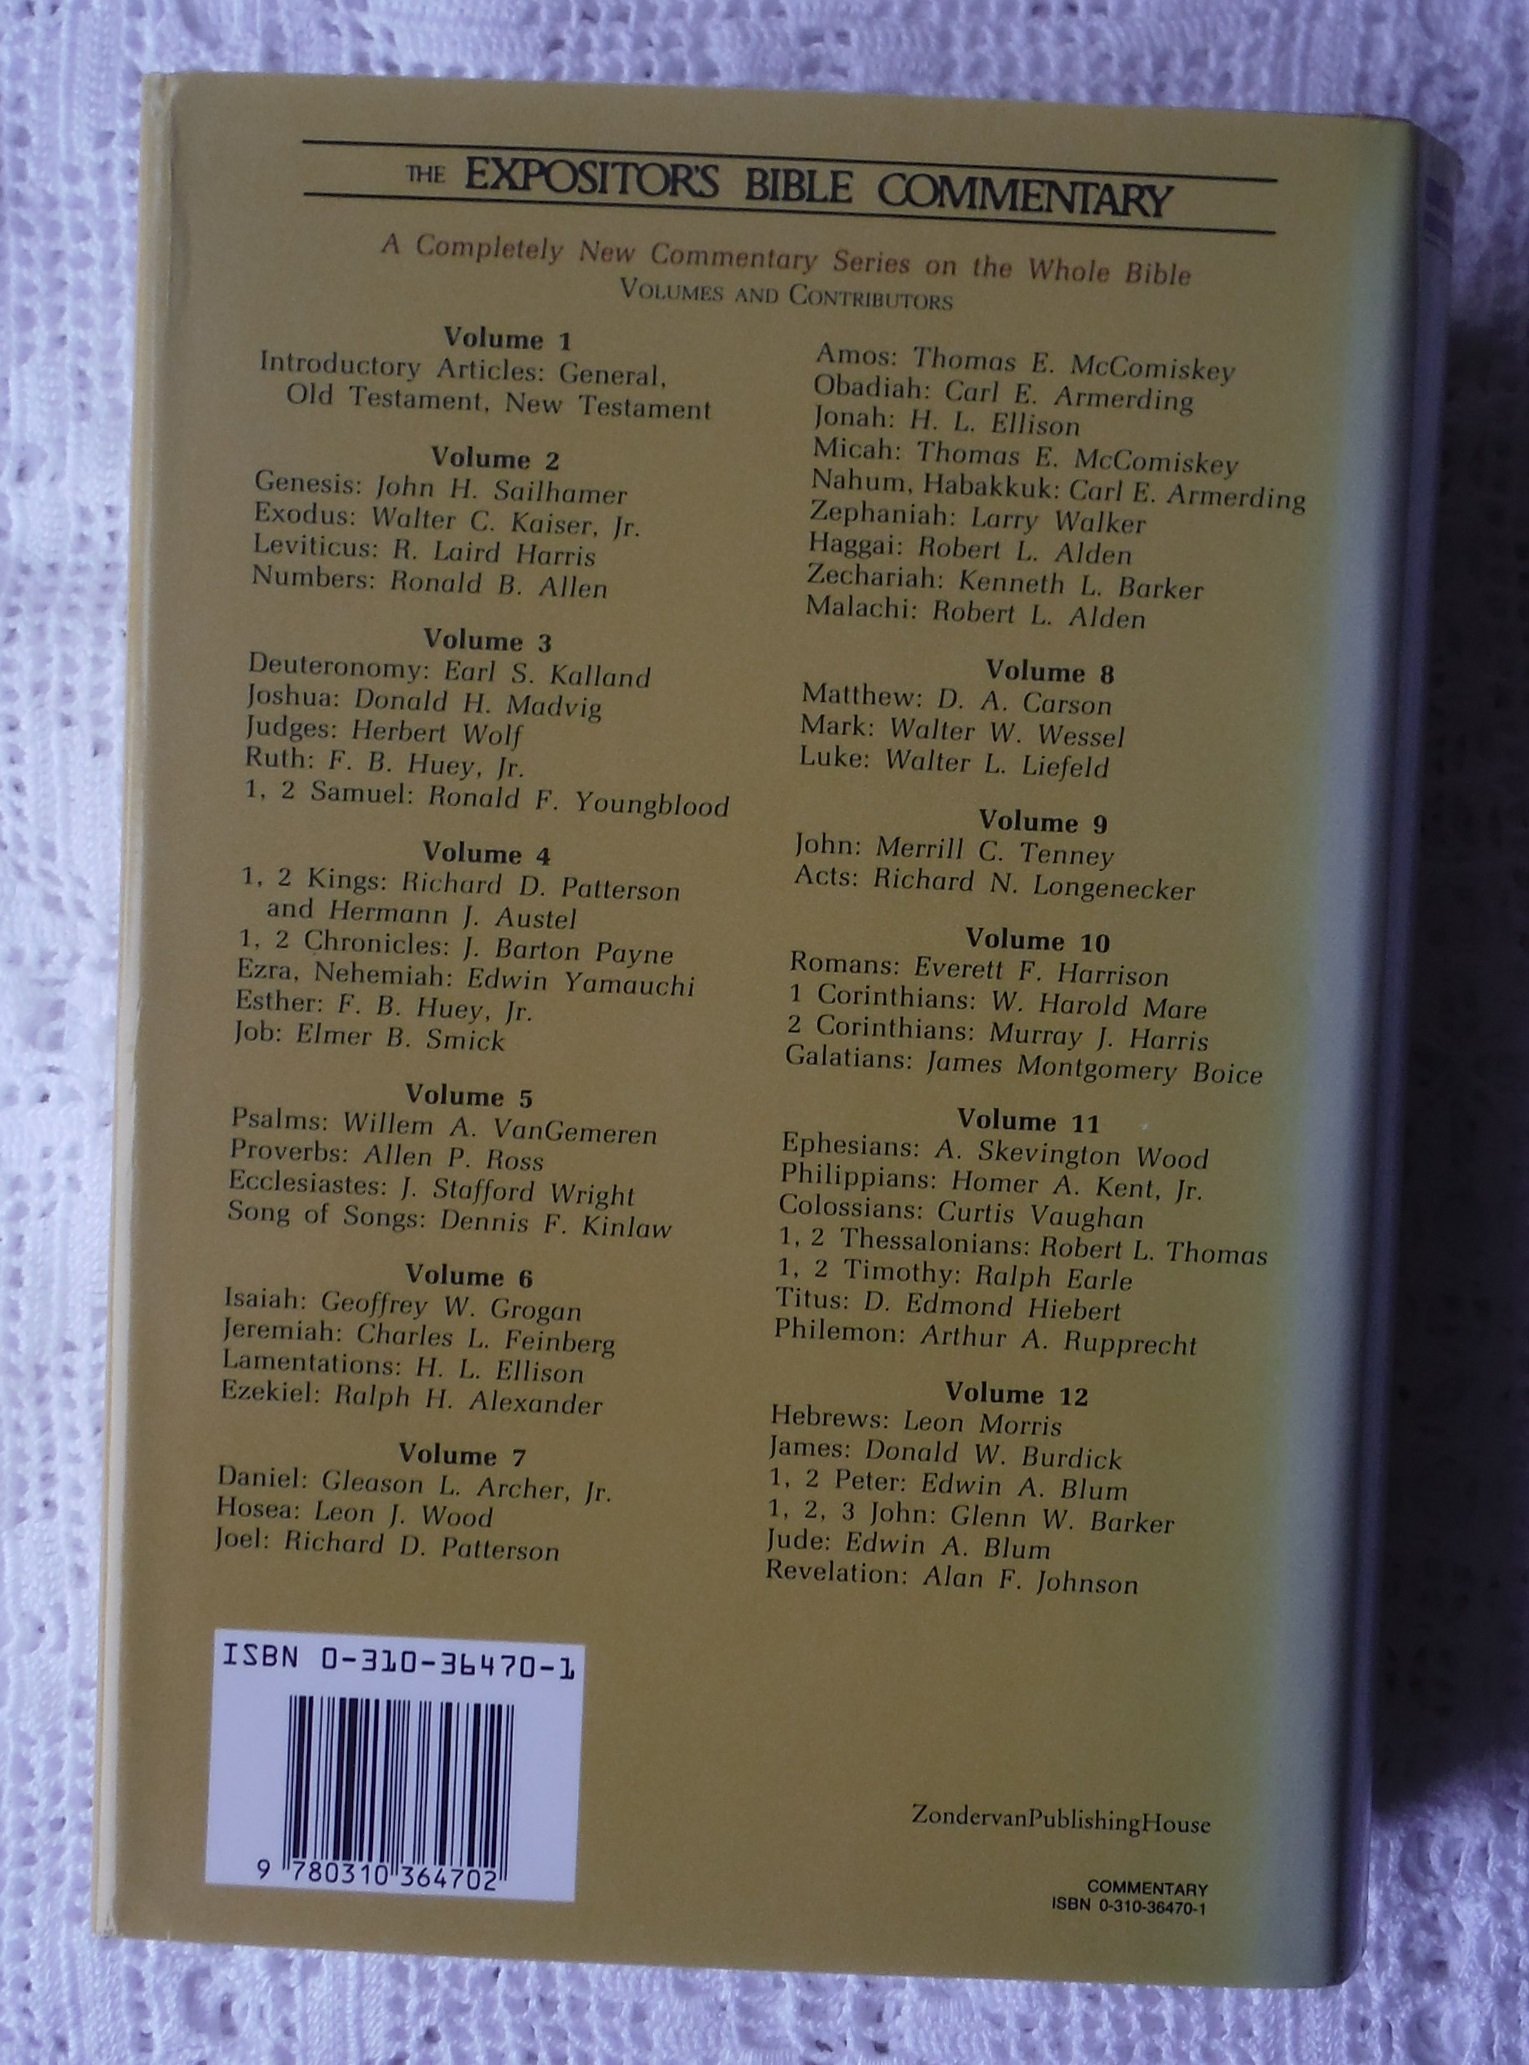 THE EXPOSITOR'S BIBLE COMMENTARY
A Completely New Commentary Series on the Whole Bible
VOLUMES AND CONTRIBUTORS
Volume 1
Introductory Articles: General,
Old Testament, New Testament
Volume 2
Genesis: John H. Sailhamer
Exodus: Walter C. Kaiser, Jr.
Leviticus: R. Laird Harris
Numbers: Ronald B. Allen
Volume 3
Deuteronomy: Earl S. Kalland
Joshua: Donald H. Madvig
Judges: Herbert Wolf
Ruth: F. B. Huey, Jr.
1, 2 Samuel: Ronald F. Youngblood
Volume 4
1, 2 Kings: Richard D. Patterson
and Hermann J. Austel
1, 2 Chronicles: J. Barton Payne
Ezra, Nehemiah: Edwin Yamauchi
Esther: F. B. Huey, Jr.
Job: Elmer B. Smick
Volume 5
Psalms: Willem A. VanGemeren
Proverbs: Allen P. Ross
Ecclesiastes: J. Stafford Wright
Song of Songs: Dennis F. Kinlaw
Volume 6
Isaiah: Geoffrey W. Grogan
Jeremiah: Charles L. Feinberg
Lamentations: H. L. Ellison
Ezekiel: Ralph H. Alexander
Volume 7
Daniel: Gleason L. Archer, Jr.
Hosea: Leon J. Wood
Joel: Richard D. Patterson
Amos: Thomas E. McComiskey
Obadiah: Carl E. Armerding
Jonah: H. L. Ellison
Micah: Thomas E. McComiskey
Nahum, Habakkuk: Carl E. Armerding
Zephaniah: Larry Walker
Haggai: Robert L. Alden
Zechariah: Kenneth L. Barker
Malachi: Robert L. Alden
Volume 8
Matthew: D. A. Carson
Mark: Walter W. Wessel
Luke: Walter L. Liefeld
Volume 9
John: Merrill C. Tenney
Acts: Richard N. Longenecker
Volume 10
Romans: Everett F. Harrison
1 Corinthians: W. Harold Mare
2 Corinthians: Murray J. Harris
Galatians: James Montgomery Boice
Volume 11
Ephesians: A. Skevington Wood
Philippians: Homer A. Kent, Jr.
Colossians: Curtis Vaughan
1, 2 Thessalonians: Robert L. Thomas
1, 2 Timothy: Ralph Earle
Titus: D. Edmond Hiebert
Philemon: Arthur A. Rupprecht
Volume 12
Hebrews: Leon Morris
James: Donald W. Burdick
1, 2 Peter: Edwin A. Blum
1, 2, 3 John: Glenn W. Barker
Jude: Edwin A. Blum
Revelation: Alan F. Johnson
ISBN 0-310-36470-1
9 780310 364702
ZondervanPublishingHouse
COMMENTARY
ISBN 0-310-36470-1